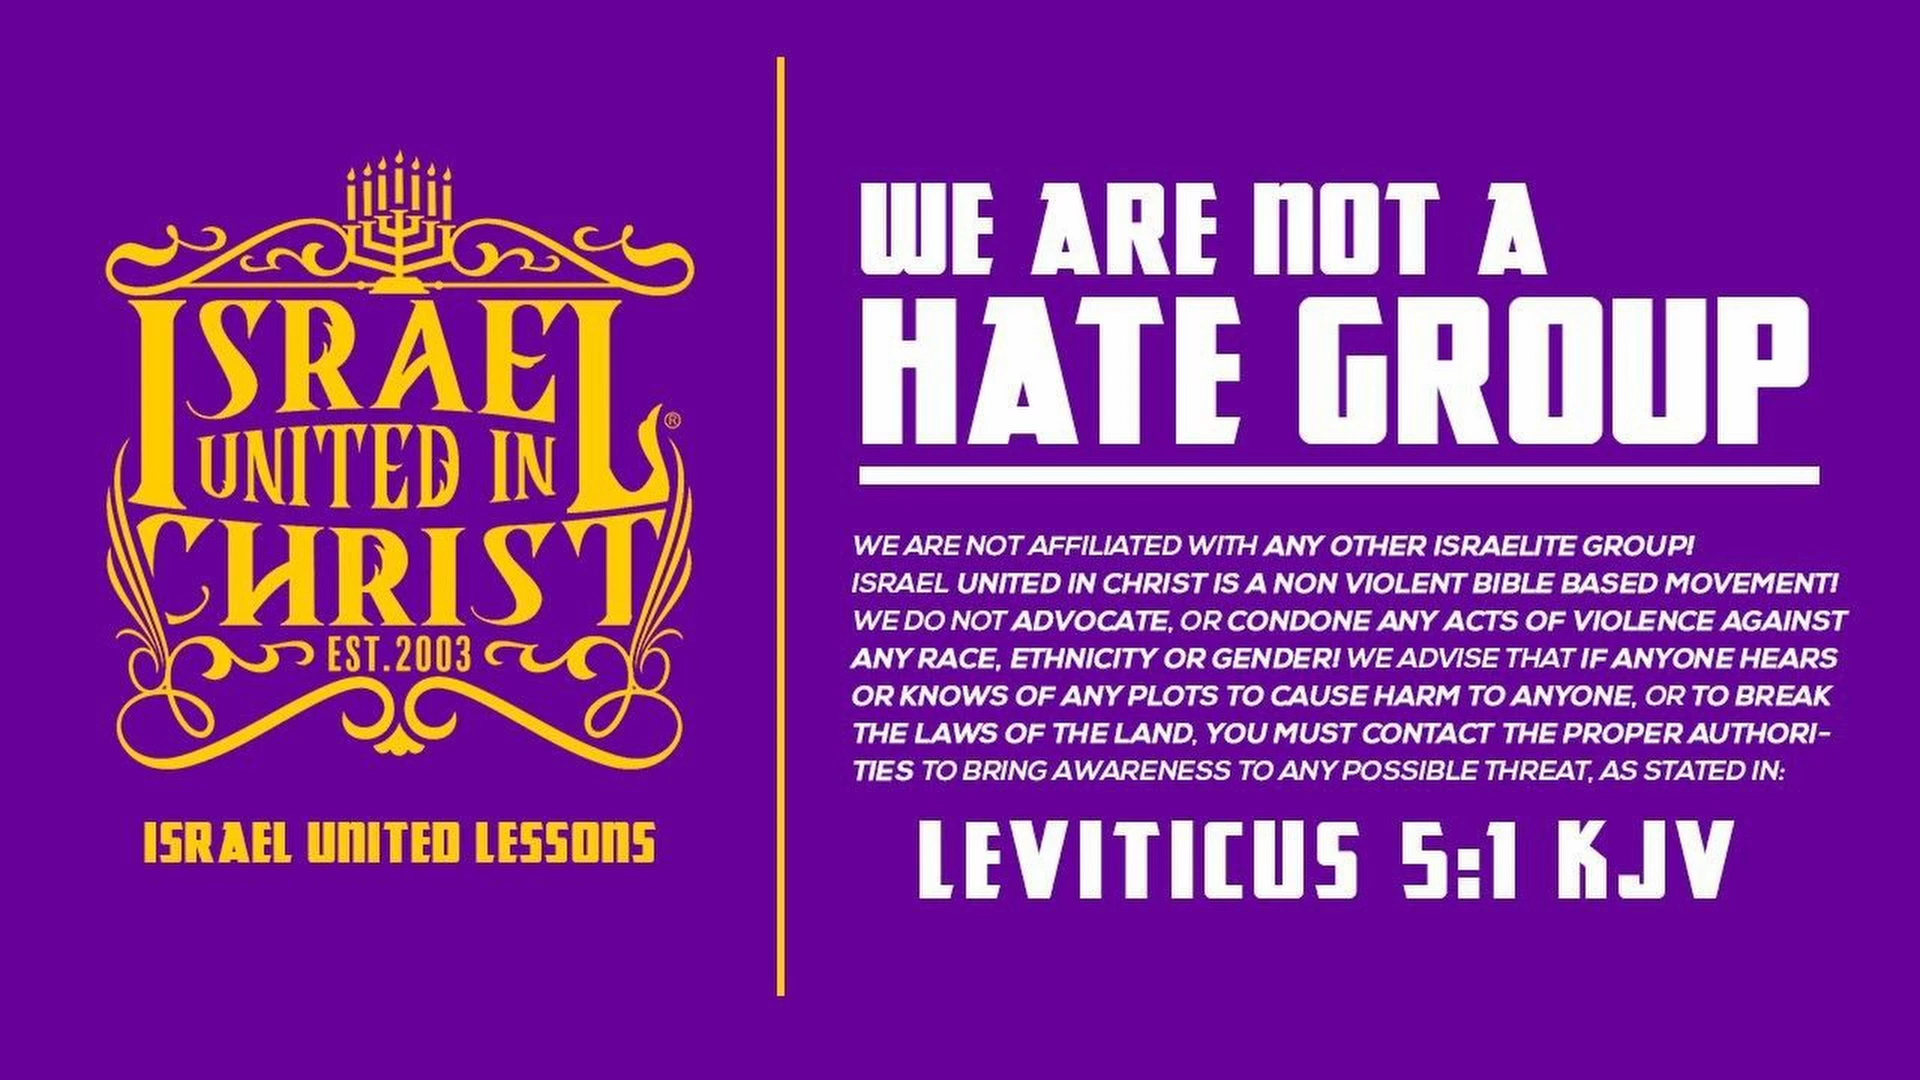 ISRAEL
UNITED IN
CHRIST
®
EST.2003
ISRAEL UNITED LESSONS
WE ARE NOT A
HATE GROUP
WE ARE NOT AFFILIATED WITH ANY OTHER ISRAELITE GROUP!
ISRAEL UNITED IN CHRIST IS A NON VIOLENT BIBLE BASED MOVEMENT!
WE DO NOT ADVOCATE, OR CONDONE ANY ACTS OF VIOLENCE AGAINST
ANY RACE, ETHNICITY OR GENDER! WE ADVISE THAT IF ANYONE HEARS
OR KNOWS OF ANY PLOTS TO CAUSE HARM TO ANYONE, OR TO BREAK
THE LAWS OF THE LAND, YOU MUST CONTACT THE PROPER AUTHORI-
TIES TO BRING AWARENESS TO ANY POSSIBLE THREAT, AS STATED IN:
LEVITICUS 5:1 KJV